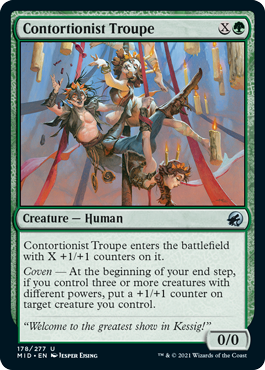 Contortionist Troupe X
Creature — Human
Contortionist Troupe enters the battlefield
with X +1/+1 counters on it.
Coven — At the beginning of your end step,
if you control three or more creatures with
different powers, put a +1/+1 counter on
target creature you control.
“Welcome to the greatest show in Kessig!”
0/0
178/277 U
MID • EN JESPER EJSING
™ & © 2021 Wizards of the Coast